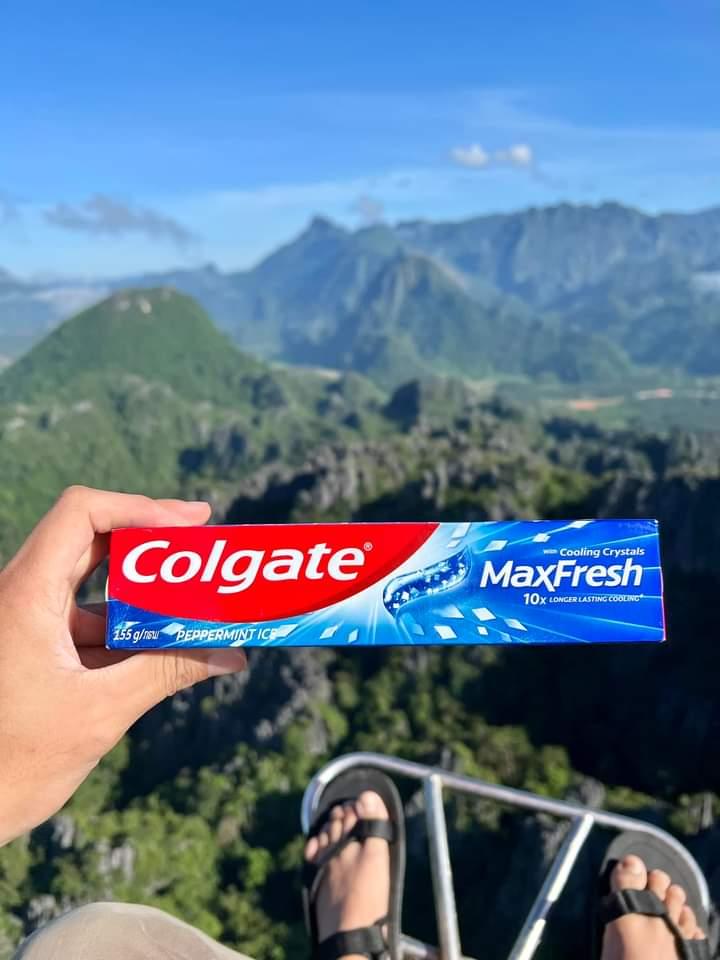 Colgate®
155 g/กรัม PEPPERMINT ICE
with Cooling Crystals
MaxFresh
10x LONGER LASTING COOLING*